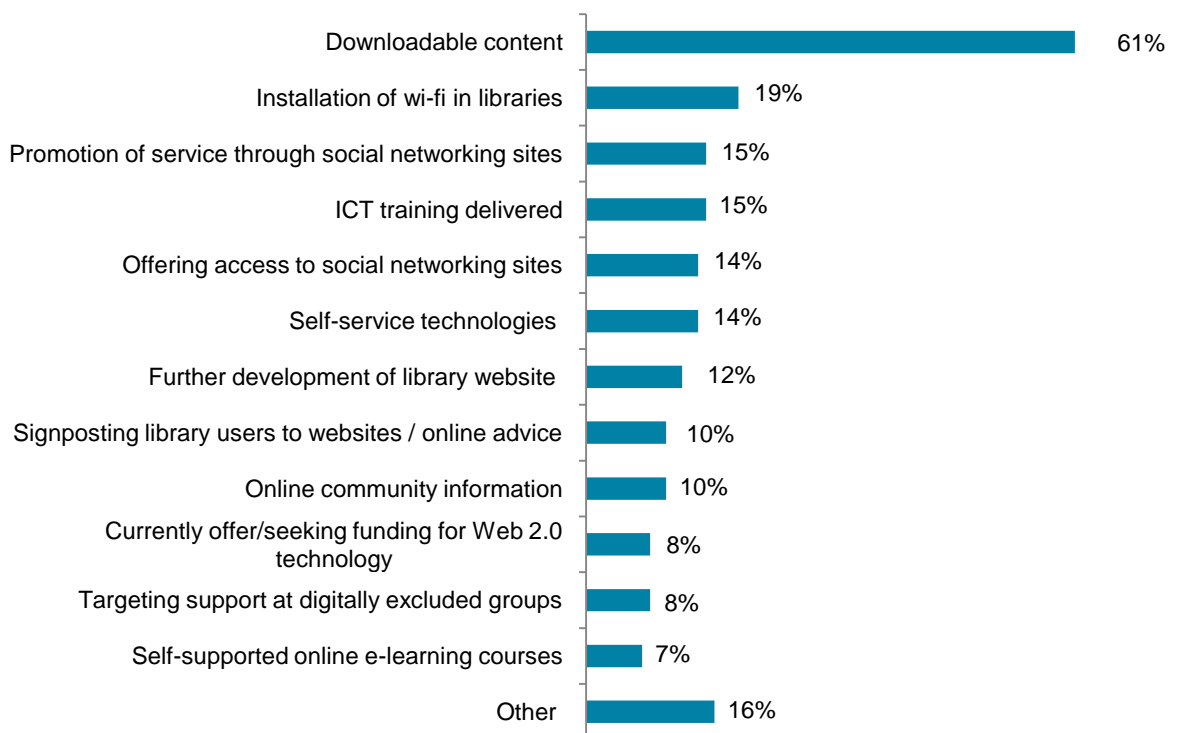 Downloadable content 61%
Installation of wi-fi in libraries 19%
Promotion of service through social networking sites 15%
ICT training delivered 15%
Offering access to social networking sites 14%
Self-service technologies 14%
Further development of library website 12%
Signposting library users to websites / online advice 10%
Online community information 10%
Currently offer/seeking funding for Web 2.0
technology 8%
Targeting support at digitally excluded groups 8%
Self-supported online e-learning courses 7%
Other 16%